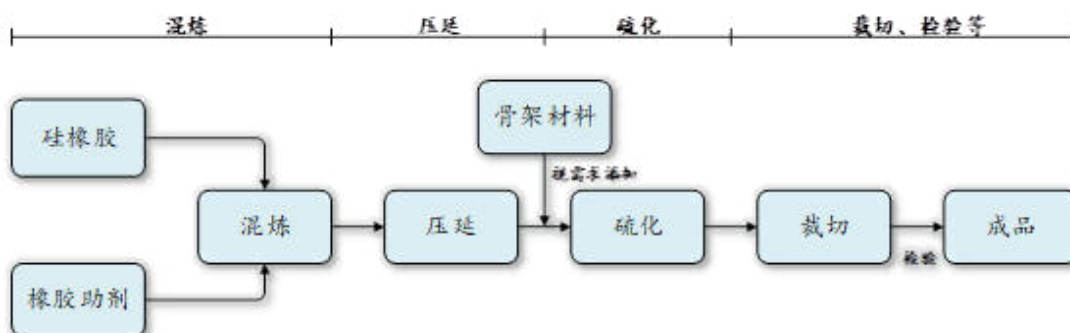 混炼
压延
硫化
裁切、检验等
骨架材料
硅橡胶
视需求添加
混炼
压延
硫化
裁切
成品
检验
橡胶助剂